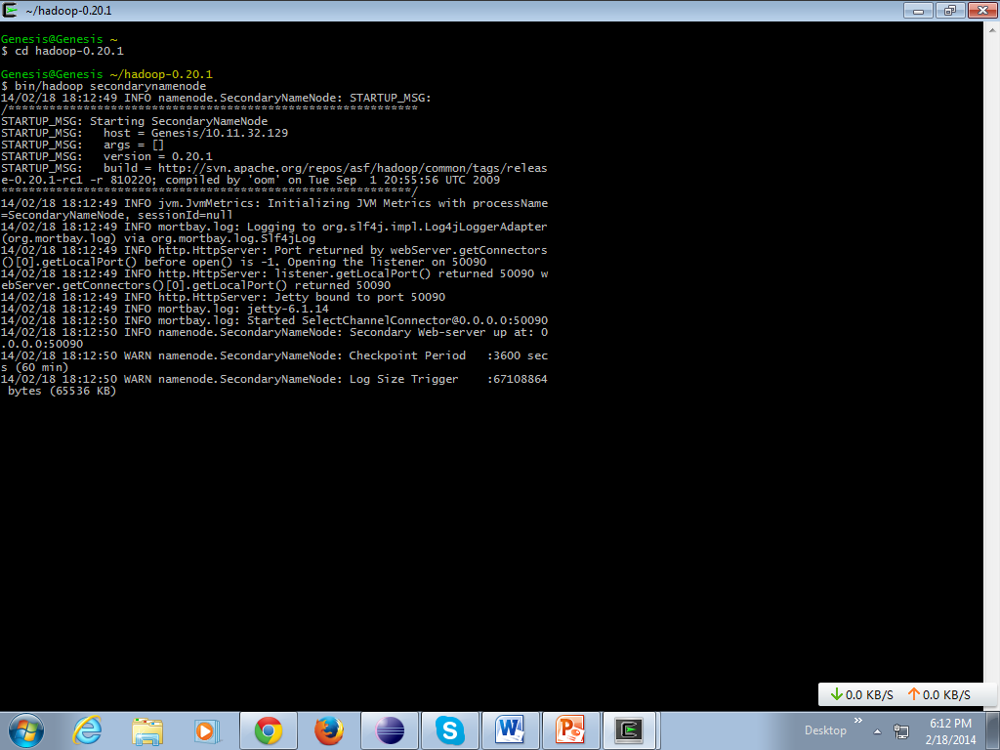 ~/hadoop-0.20.1
Genesis@Genesis ~
$ cd hadoop-0.20.1
Genesis@Genesis ~/hadoop-0.20.1
$ bin/hadoop secondarynamenode
14/02/18 18:12:49 INFO namenode.SecondaryNameNode: STARTUP_MSG:
/************************************************************
STARTUP_MSG: Starting SecondaryNameNode
STARTUP_MSG:   host = Genesis/10.11.32.129
STARTUP_MSG:   args = []
STARTUP_MSG:   version = 0.20.1
STARTUP_MSG:   build = http://svn.apache.org/repos/asf/hadoop/common/tags/releas
e-0.20.1-rc1 -r 810220; compiled by 'oom' on Tue Sep  1 20:55:56 UTC 2009
************************************************************/
14/02/18 18:12:49 INFO jvm.JvmMetrics: Initializing JVM Metrics with processName
=SecondaryNameNode, sessionId=null
14/02/18 18:12:49 INFO mortbay.log: Logging to org.slf4j.impl.Log4jLoggerAdapter
(org.mortbay.log) via org.mortbay.log.Slf4jLog
14/02/18 18:12:49 INFO http.HttpServer: Port returned by webServer.getConnectors
()[0].getLocalPort() before open() is -1. Opening the listener on 50090
14/02/18 18:12:49 INFO http.HttpServer: listener.getLocalPort() returned 50090 w
ebServer.getConnectors()[0].getLocalPort() returned 50090
14/02/18 18:12:49 INFO http.HttpServer: Jetty bound to port 50090
14/02/18 18:12:49 INFO mortbay.log: jetty-6.1.14
14/02/18 18:12:50 INFO mortbay.log: Started SelectChannelConnector@0.0.0.0:50090
14/02/18 18:12:50 INFO namenode.SecondaryNameNode: Secondary Web-server up at: 0
.0.0.0:50090
14/02/18 18:12:50 WARN namenode.SecondaryNameNode: Checkpoint Period   :3600 sec
s (60 min)
14/02/18 18:12:50 WARN namenode.SecondaryNameNode: Log Size Trigger    :67108864
 bytes (65536 KB)
0.0 KB/S 0.0 KB/S
Desktop
6:12 PM
2/18/2014